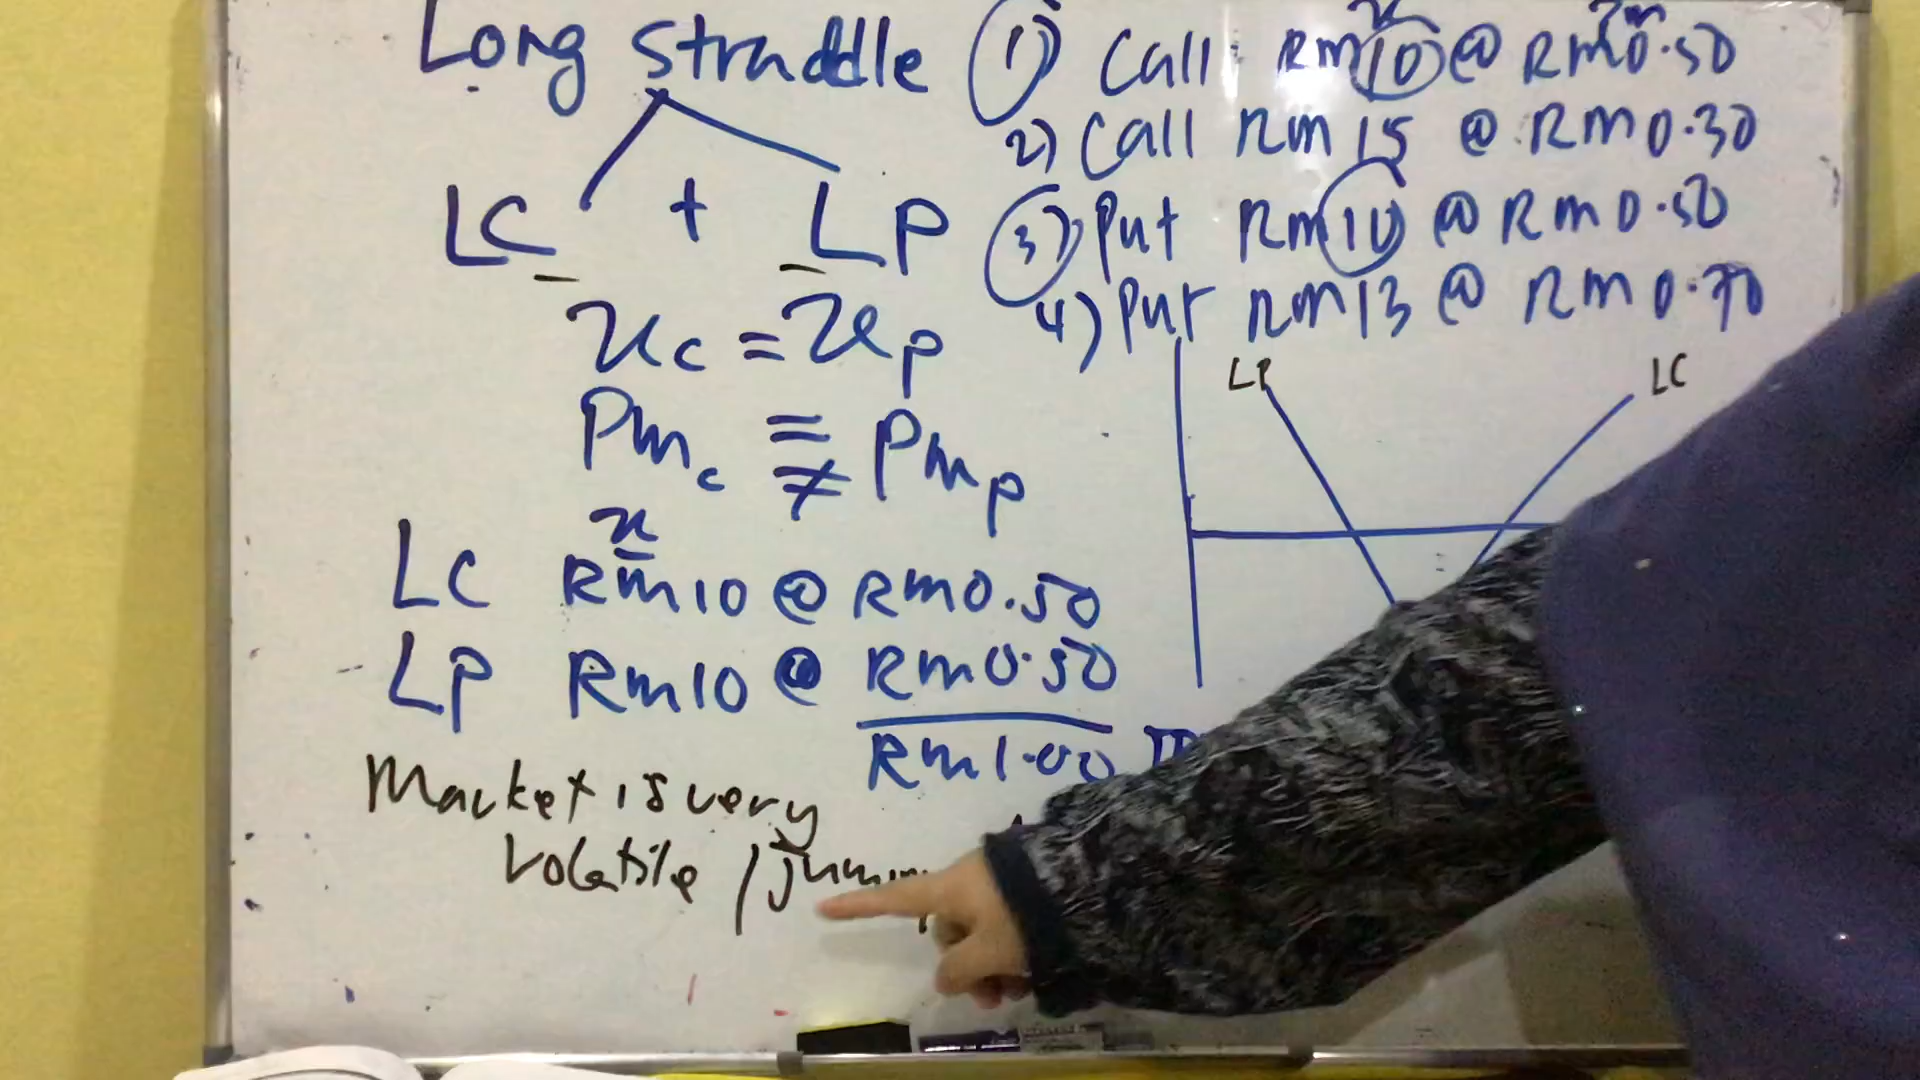 Long straddle
LC + LP
xc = xp
Pmc = ≠ Pmp
x
LC Rm10 @ Rm0.50
LP Rm10 @ Rm0.50
Rm1.00
Market is very
Volatile /
x Pm
1) Call Rm10 @ Rm0.50
2) Call Rm15 @ Rm0.30
3) Put Rm10 @ Rm0.50
4) Put Rm13 @ Rm0.70
LP LC